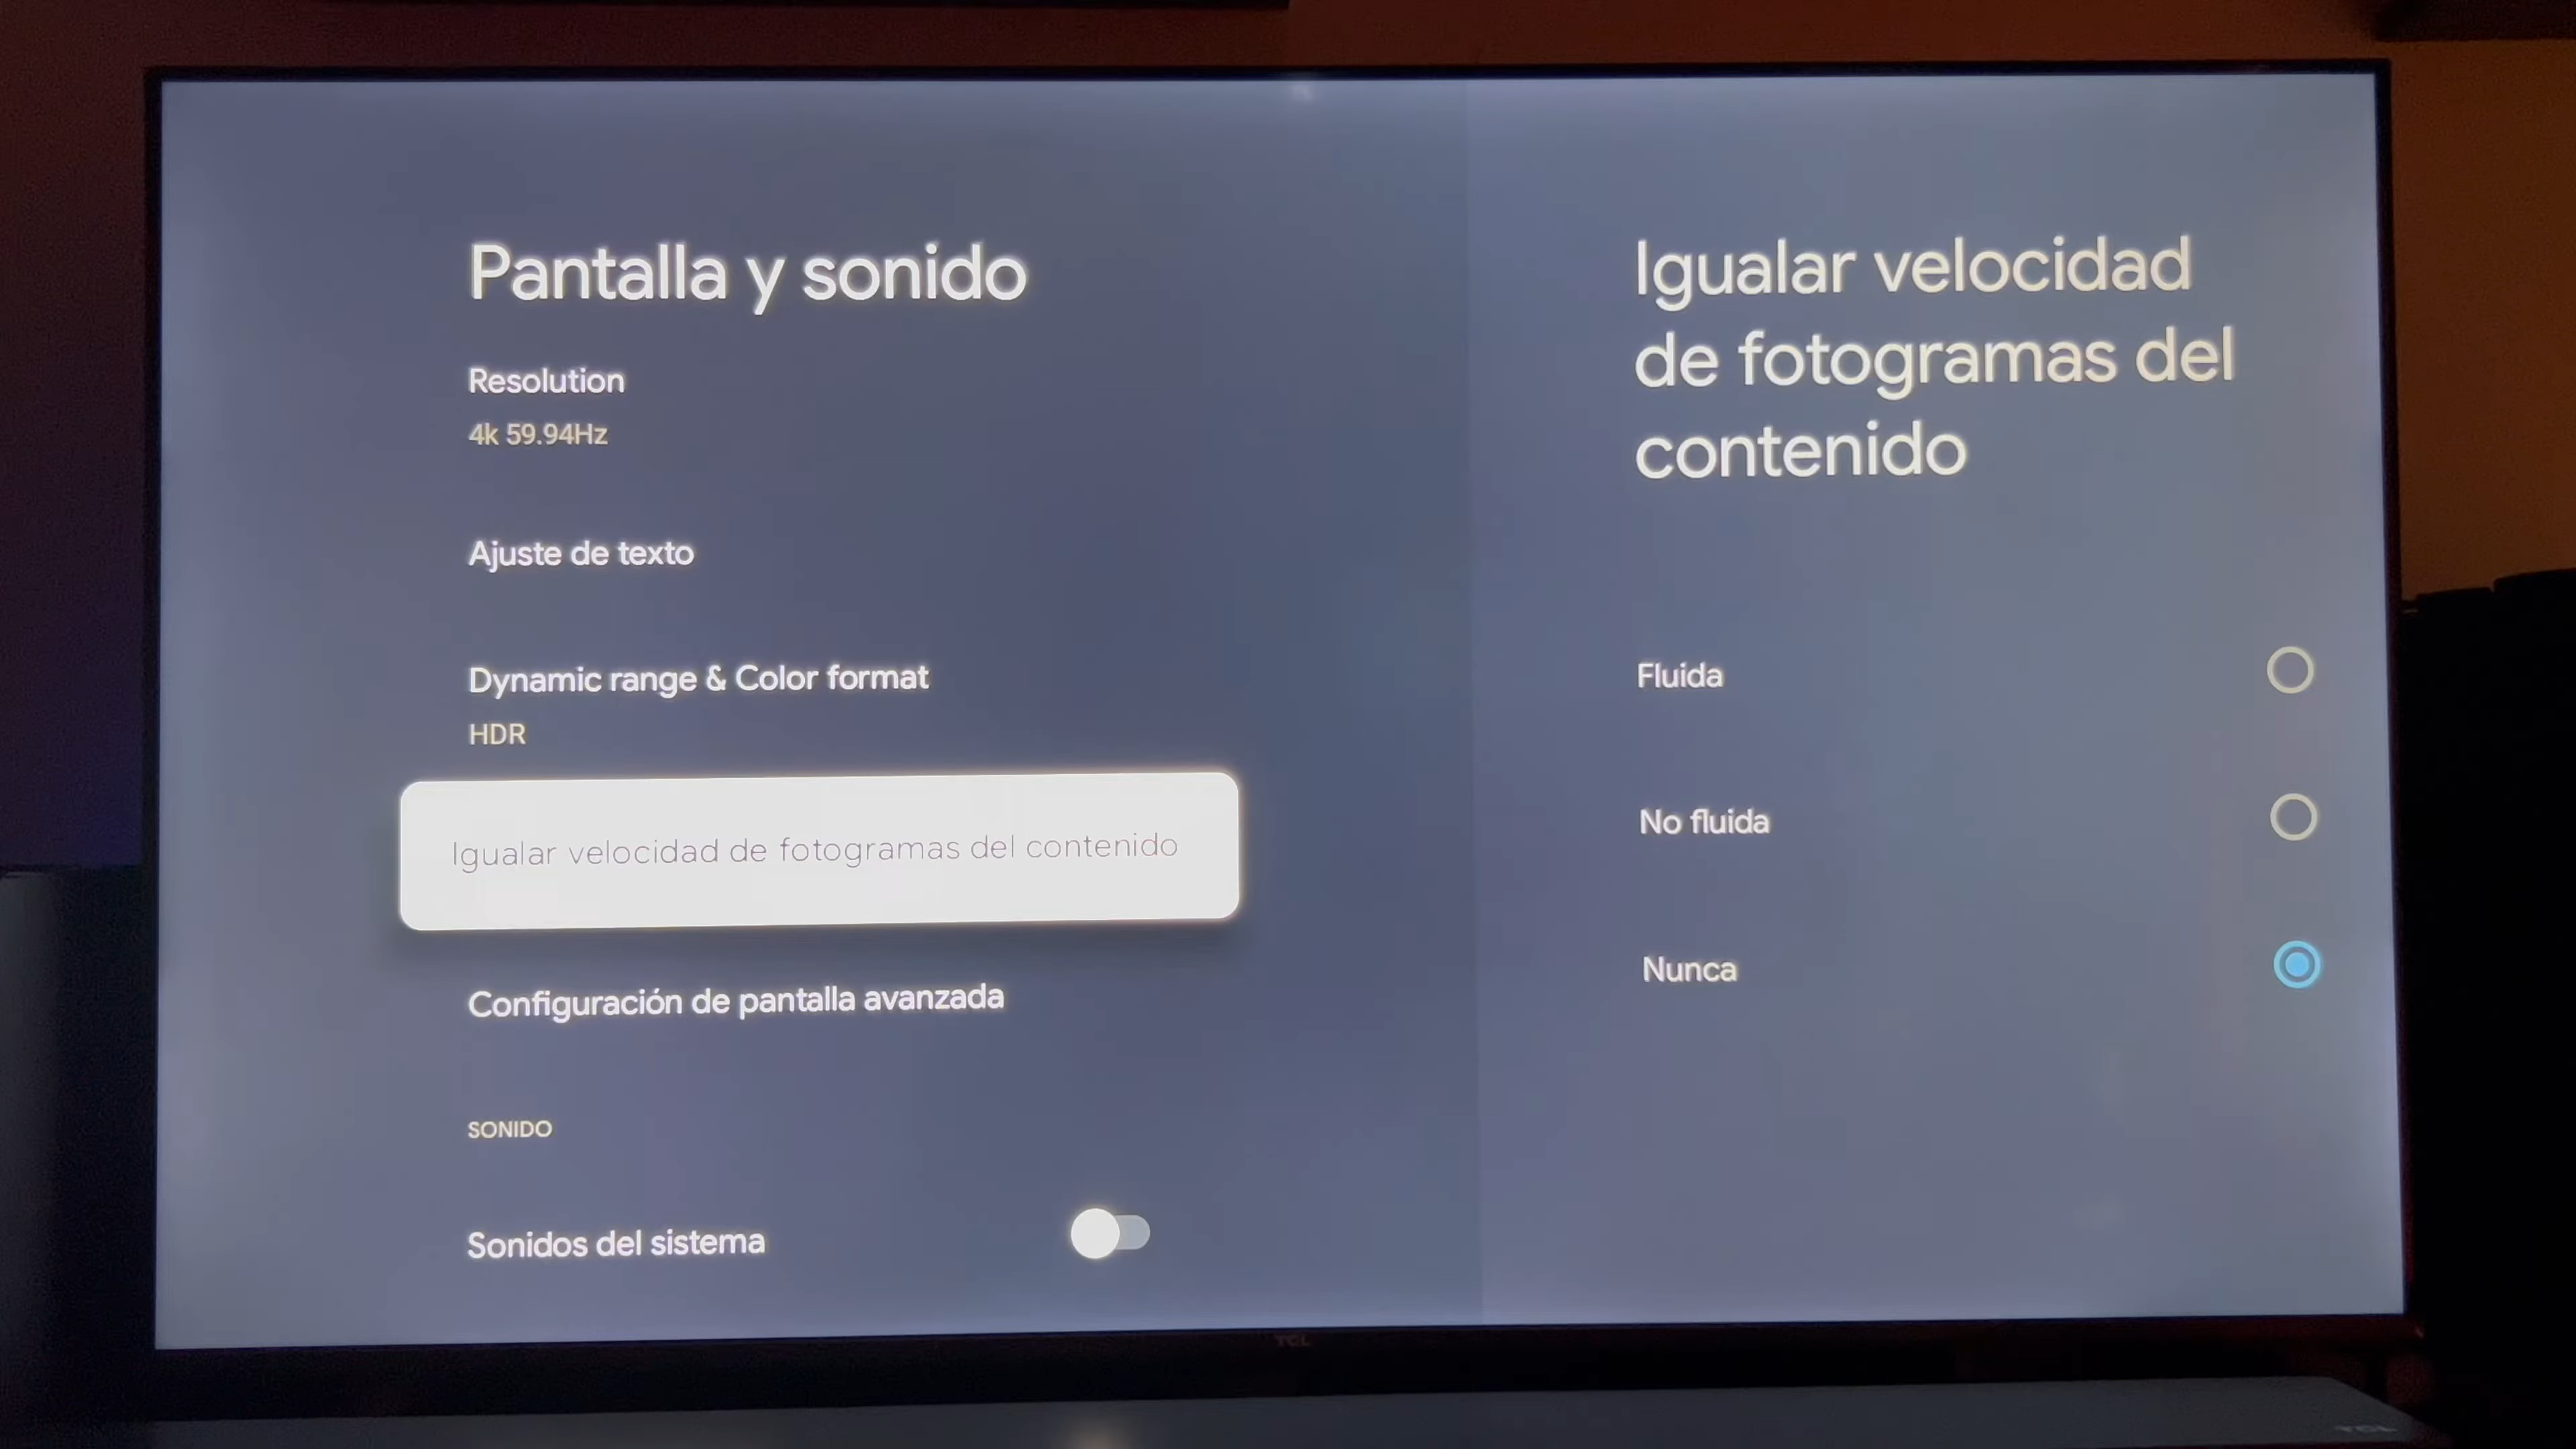 Pantalla y sonido
Resolution
4k 59.94Hz
Ajuste de texto
Dynamic range & Color format
HDR
Igualar velocidad de fotogramas del contenido
Configuración de pantalla avanzada
SONIDO
Sonidos del sistema
Igualar velocidad
de fotogramas del
contenido
Fluida
No fluida
Nunca
TCL
TCL